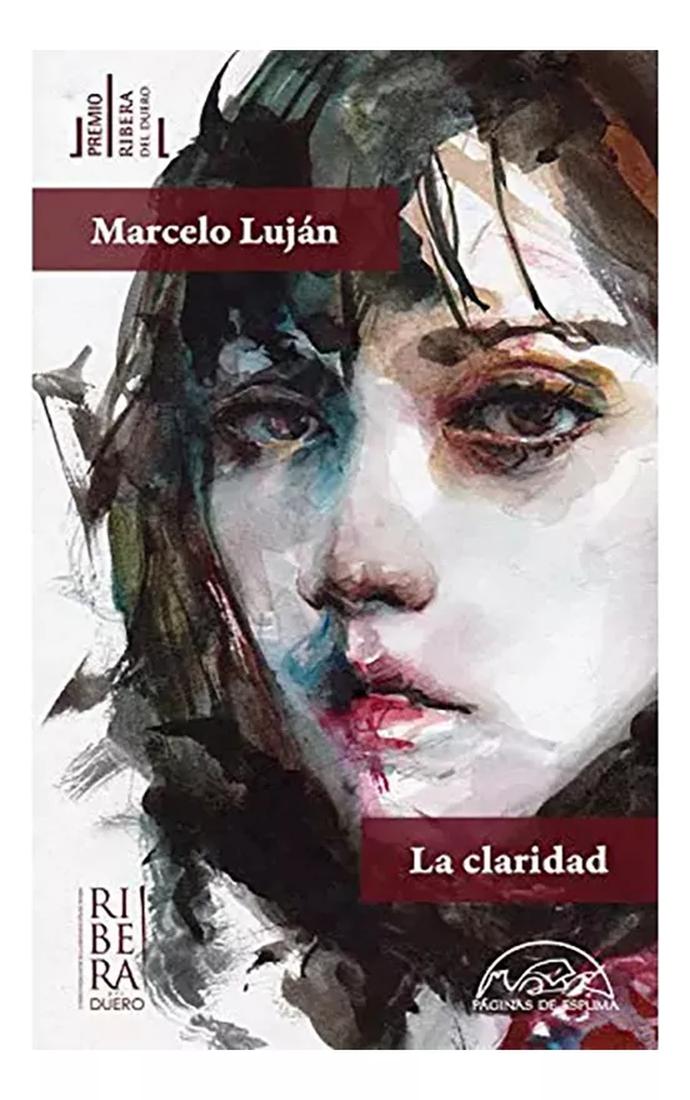 PREMIO
RIBERA
DEL DUERO
Marcelo Luján
La claridad
RI
BE
RA
DUERO
PÁGINAS DE ESPUMA